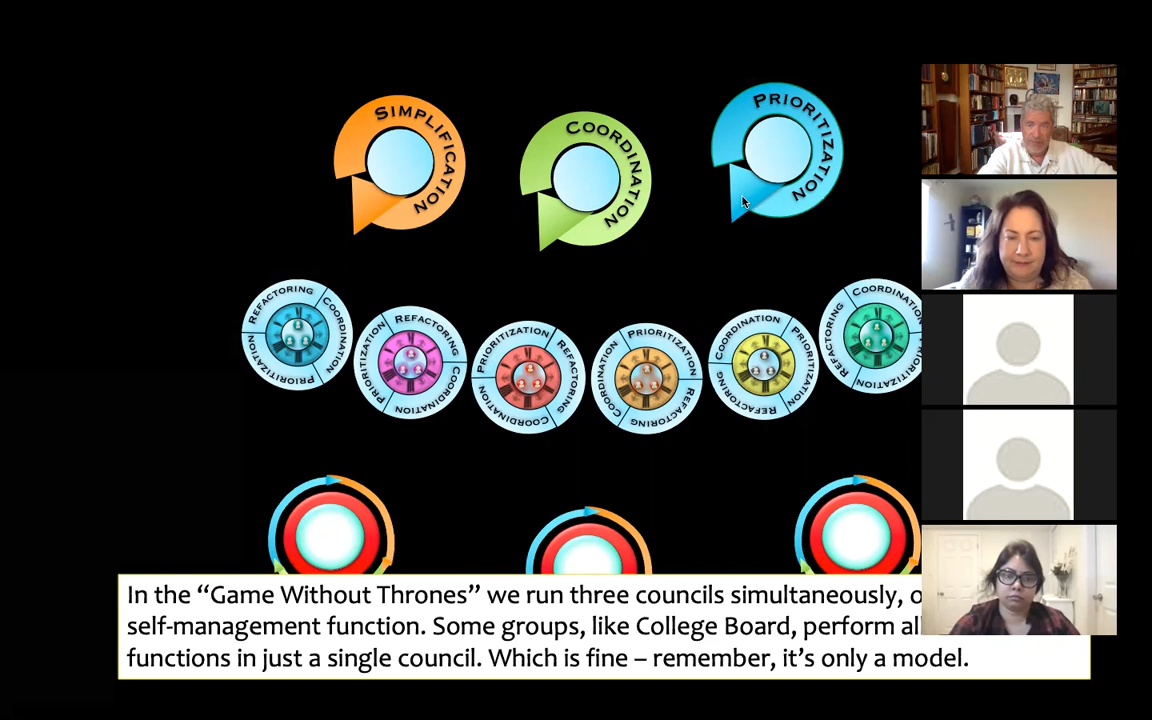 SIMPLIFICATION
COORDINATION
PRIORITIZATION
REFACTORING COORDINATION PRIORITIZATION
PRIORITIZATION REFACTORING COORDINATION
PRIORITIZATION REFACTORING COORDINATION
COORDINATION PRIORITIZATION REFACTORING
COORDINATION PRIORITIZATION REFACTORING
REFACTORING COORDINATION PRIORITIZATION
In the “Game Without Thrones” we run three councils simultaneously,
self-management function. Some groups, like College Board, perform all
functions in just a single council. Which is fine – remember, it’s only a model.